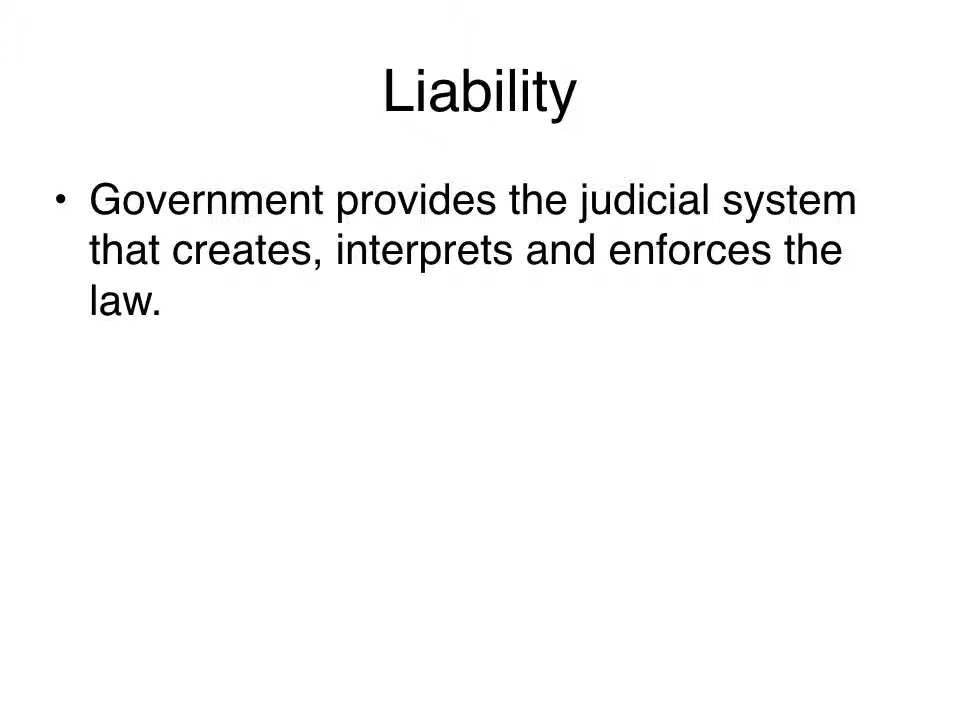 Liability
• Government provides the judicial system
that creates, interprets and enforces the
law.